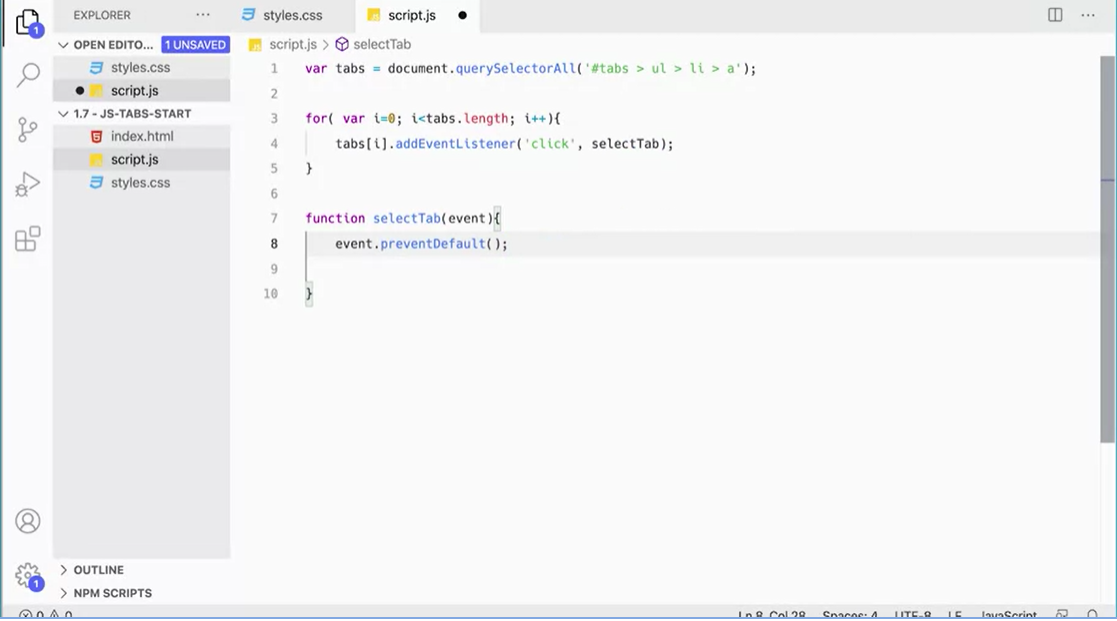 EXPLORER ...
styles.css
script.js ●
1
OPEN EDITO... 1 UNSAVED
styles.css
● script.js
1.7 - JS-TABS-START
index.html
script.js
styles.css
OUTLINE
NPM SCRIPTS
1
script.js > selectTab
1 var tabs = document.querySelectorAll('#tabs > ul > li > a');
2
3 for( var i=0; i<tabs.length; i++){
4 tabs[i].addEventListener('click', selectTab);
5 }
6
7 function selectTab(event){
8 event.preventDefault();
9
10 }
0 0
Ln 8, Col 28 Spaces: 4 UTF-8 LF JavaScript